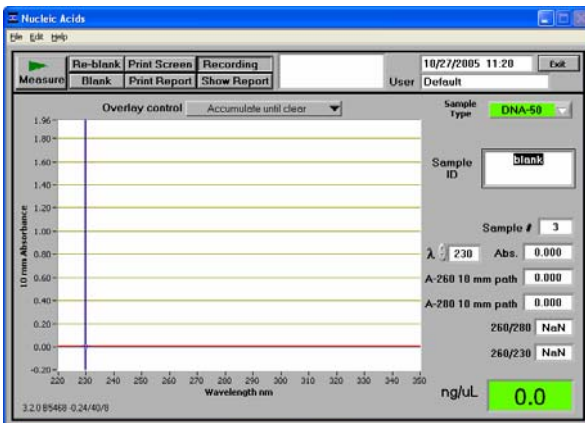 Nucleic Acids
File Edit Help
Measure Re-blank Print Screen Recording 10/27/2005 11:20 Exit
Blank Print Report Show Report User Default
Overlay control Accumulate until clear
Sample Type DNA-50
Sample ID blank
Sample # 3
λ 230 Abs. 0.000
A-260 10 mm path 0.000
A-280 10 mm path 0.000
260/280 NaN
260/230 NaN
ng/uL 0.0
10 mm Absorbance
1.96
1.80
1.60
1.40
1.20
1.00
0.80
0.60
0.40
0.20
0.00
-0.20
220 230 240 250 260 270 280 290 300 310 320 330 340 350
Wavelength nm
3.2.0 B5468 -0.24/40/8